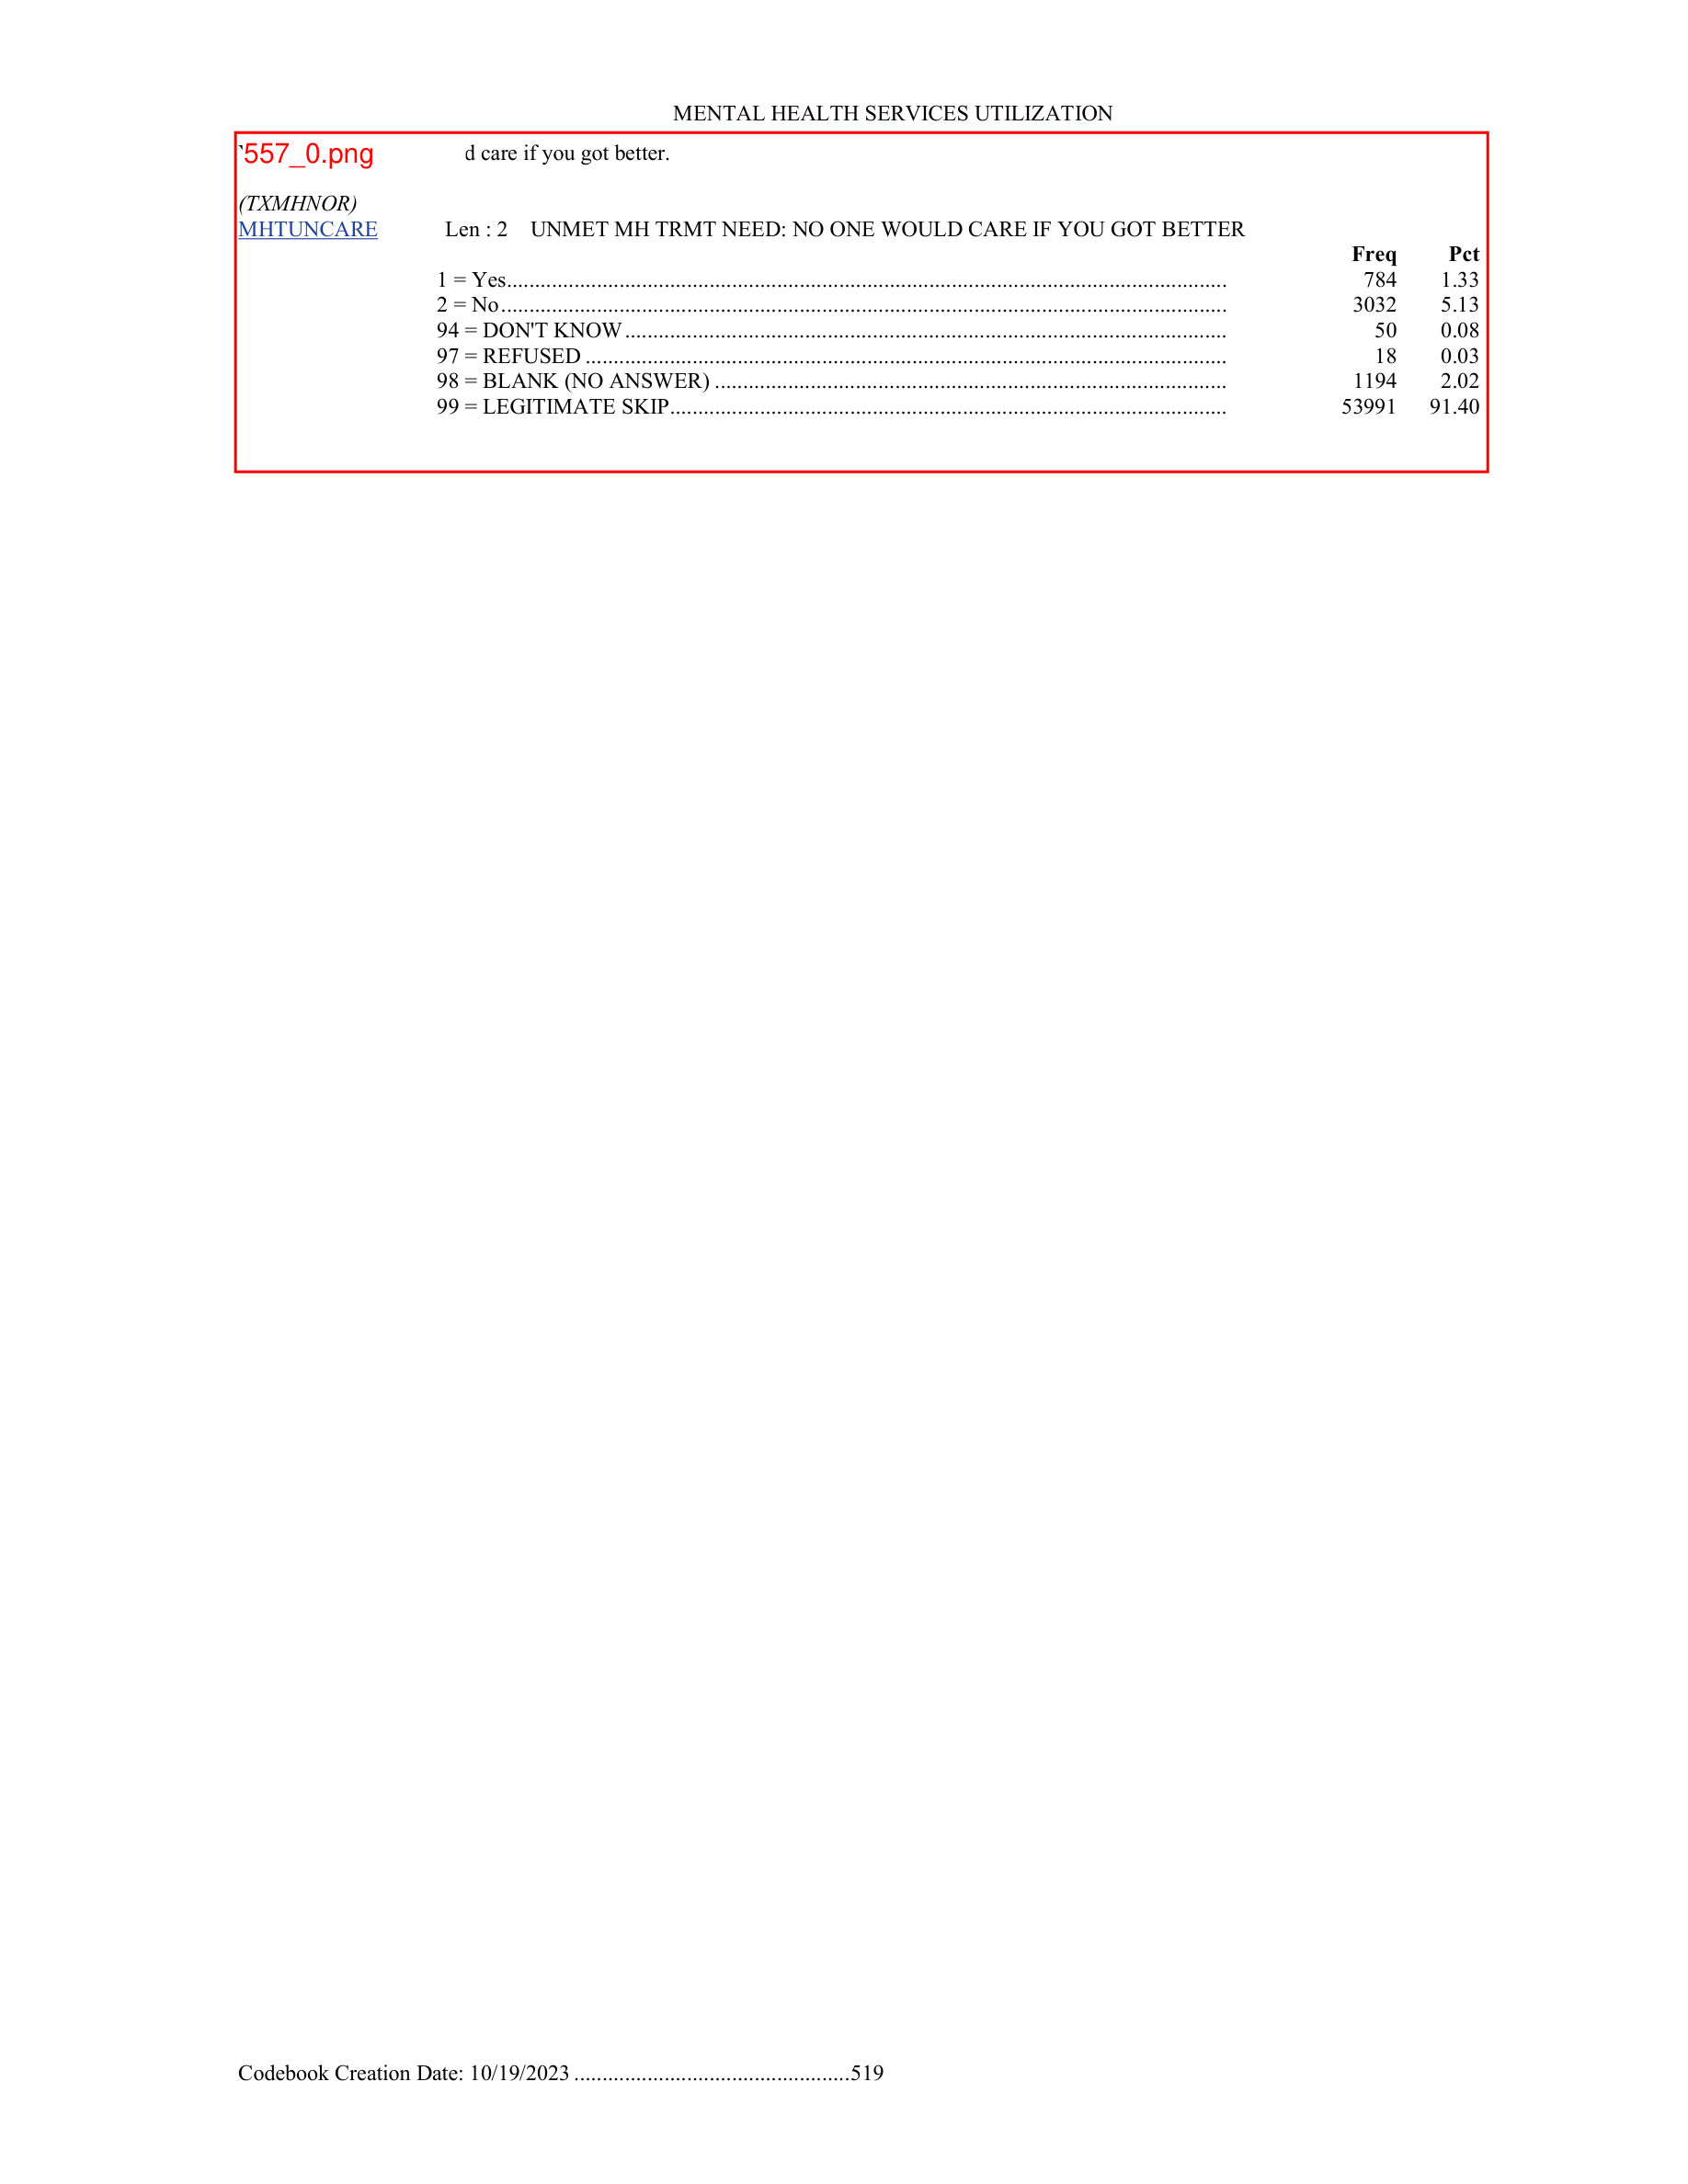 MENTAL HEALTH SERVICES UTILIZATION
557_0.png d care if you got better.
(TXMHNOR)
MHTUNCARE Len : 2 UNMET MH TRMT NEED: NO ONE WOULD CARE IF YOU GOT BETTER
Freq Pct
1 = Yes................................................................ 784 1.33
2 = No................................................................ 3032 5.13
94 = DON'T KNOW................................................................ 50 0.08
97 = REFUSED................................................................ 18 0.03
98 = BLANK (NO ANSWER)................................................................ 1194 2.02
99 = LEGITIMATE SKIP................................................................ 53991 91.40
Codebook Creation Date: 10/19/2023 .................................................519